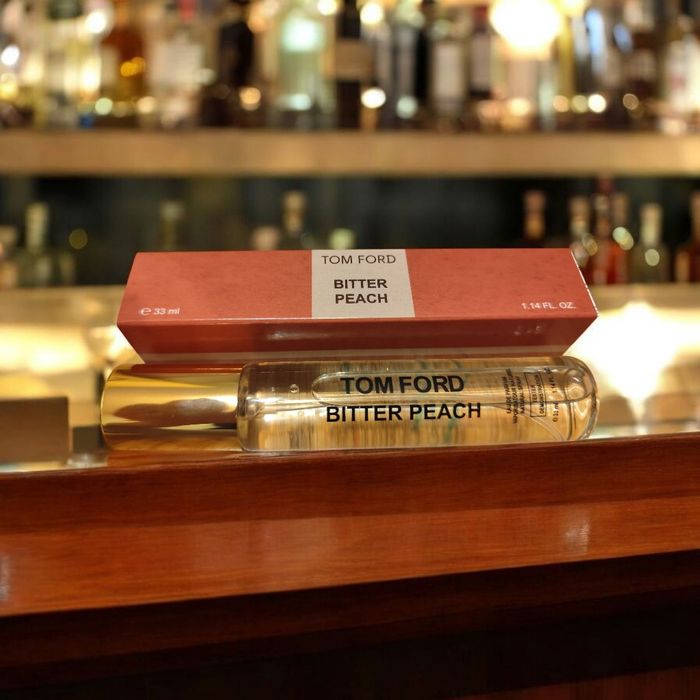 TOM FORD
BITTER
PEACH
℮ 33 ml
1.14 FL. OZ.
TOM FORD
BITTER PEACH